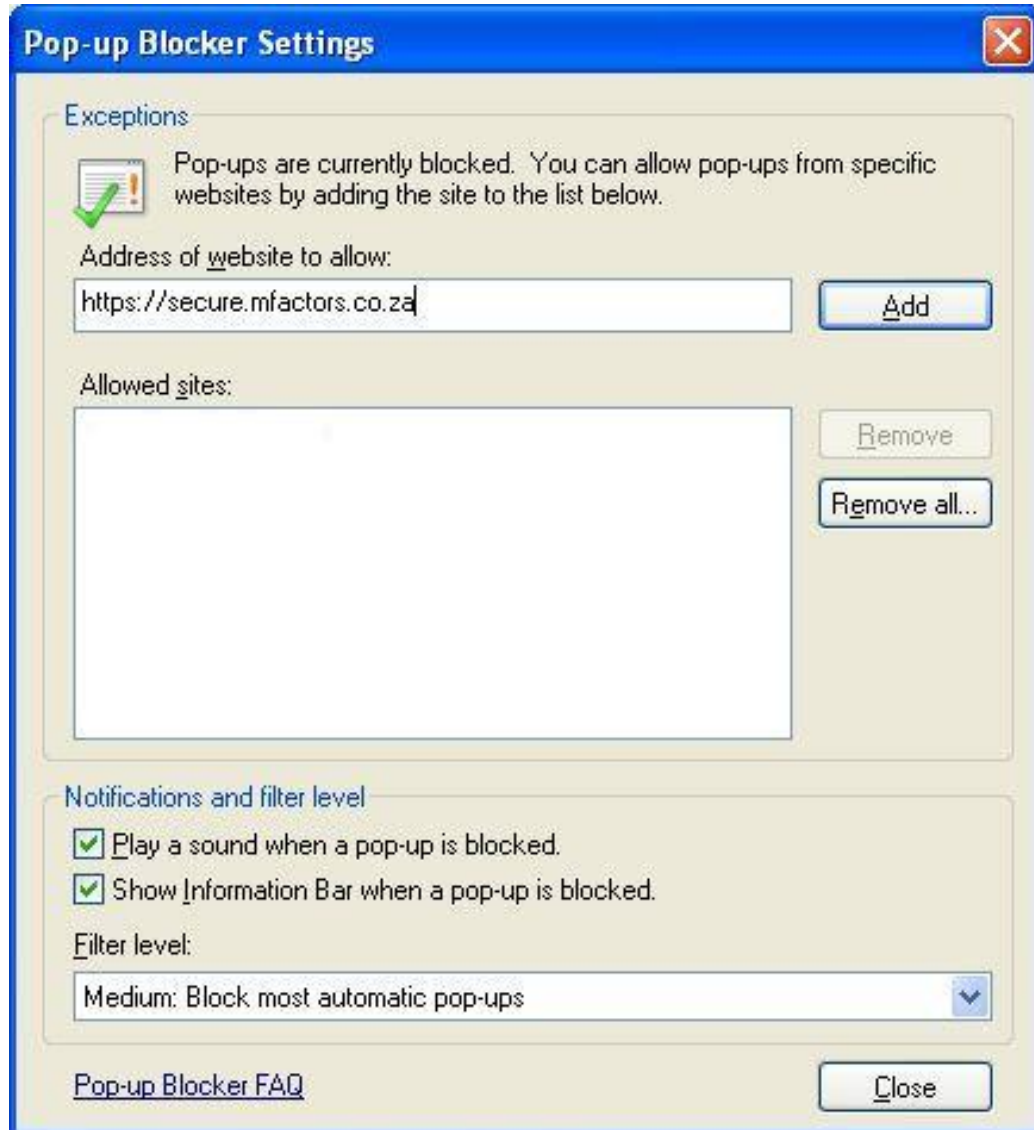 Pop-up Blocker Settings
Exceptions
Pop-ups are currently blocked. You can allow pop-ups from specific
websites by adding the site to the list below.
Address of website to allow:
https://secure.mfactors.co.za
Add
Allowed sites:
Remove
Remove all...
Notifications and filter level
Play a sound when a pop-up is blocked.
Show Information Bar when a pop-up is blocked.
Filter level:
Medium: Block most automatic pop-ups
Pop-up Blocker FAQ
Close